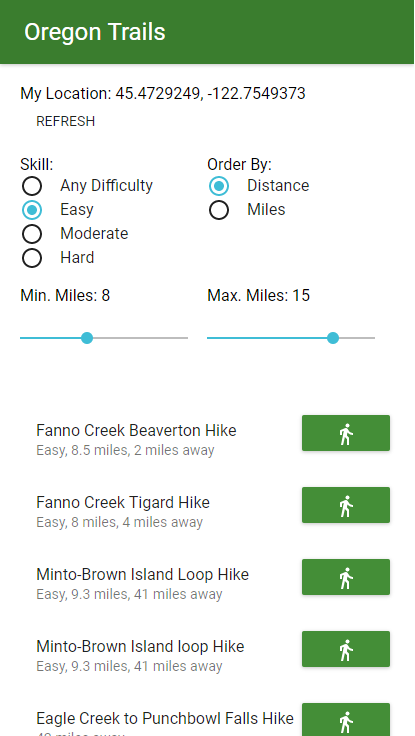 Oregon Trails
My Location: 45.4729249, -122.7549373
REFRESH
Skill:
Any Difficulty
Easy
Moderate
Hard
Order By:
Distance
Miles
Min. Miles: 8
Max. Miles: 15
Fanno Creek Beaverton Hike
Easy, 8.5 miles, 2 miles away
Fanno Creek Tigard Hike
Easy, 8 miles, 4 miles away
Minto-Brown Island Loop Hike
Easy, 9.3 miles, 41 miles away
Minto-Brown Island loop Hike
Easy, 9.3 miles, 41 miles away
Eagle Creek to Punchbowl Falls Hike
miles away